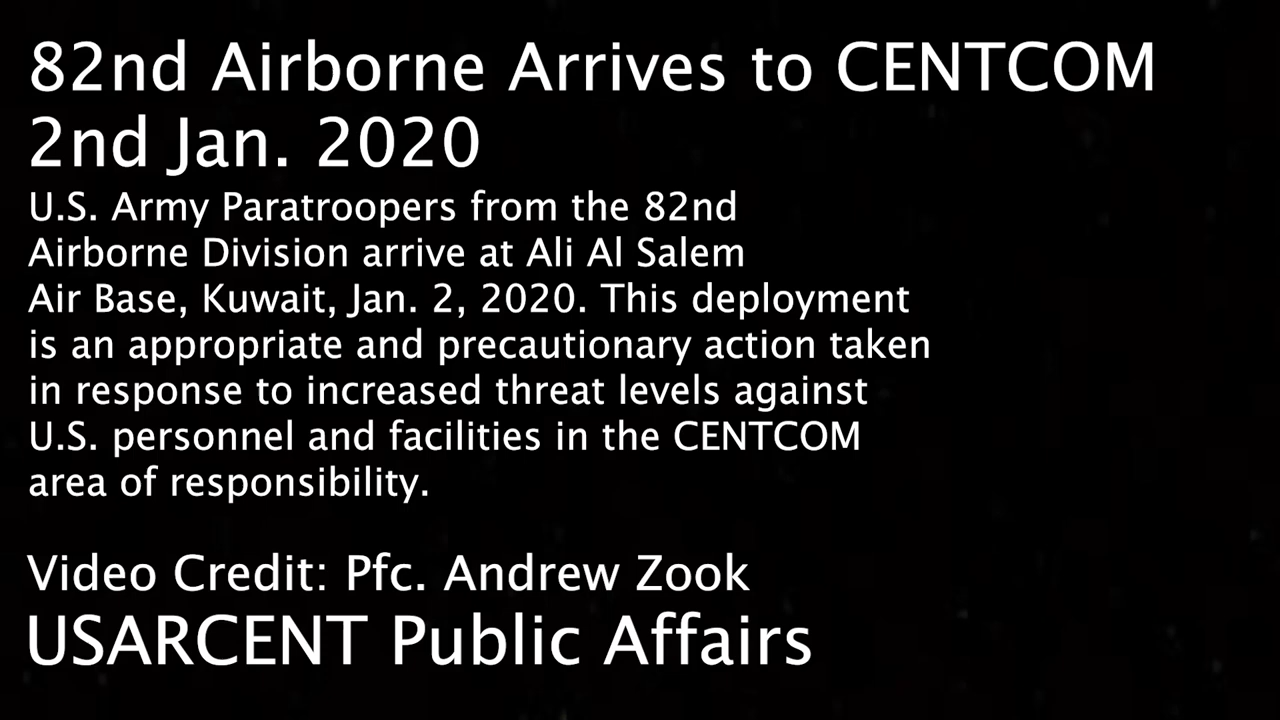 82nd Airborne Arrives to CENTCOM
2nd Jan. 2020
U.S. Army Paratroopers from the 82nd
Airborne Division arrive at Ali Al Salem
Air Base, Kuwait, Jan. 2, 2020. This deployment
is an appropriate and precautionary action taken
in response to increased threat levels against
U.S. personnel and facilities in the CENTCOM
area of responsibility.
Video Credit: Pfc. Andrew Zook
USARCENT Public Affairs